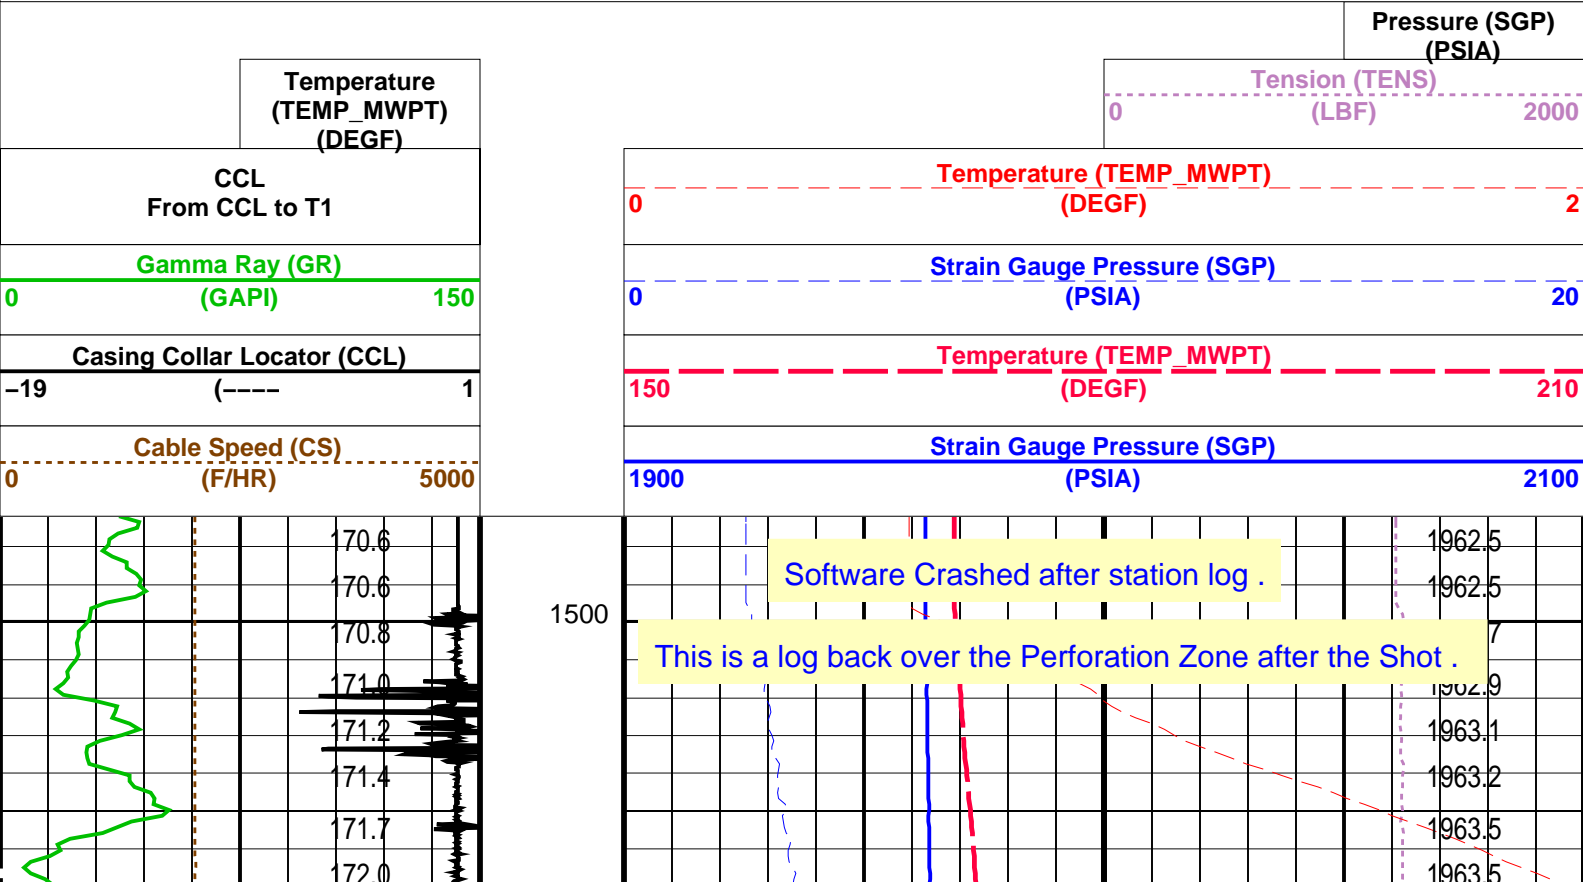 Pressure (SGP)
(PSIA)
Tension (TENS)
0 (LBF) 2000
Temperature
(TEMP_MWPT)
(DEGF)
CCL
From CCL to T1
Temperature (TEMP_MWPT)
0 (DEGF) 2
Gamma Ray (GR)
0 (GAPI) 150
Strain Gauge Pressure (SGP)
0 (PSIA) 20
Casing Collar Locator (CCL)
−19 (−−−− 1
Temperature (TEMP_MWPT)
150 (DEGF) 210
Cable Speed (CS)
0 (F/HR) 5000
Strain Gauge Pressure (SGP)
1900 (PSIA) 2100
170.6 1962.5
Software Crashed after station log .
170.6 1962.5
1500
170.8 7
This is a log back over the Perforation Zone after the Shot .
171.0 1962.9
171.2 1963.1
171.4 1963.2
171.7 1963.5
172.0 1963.5